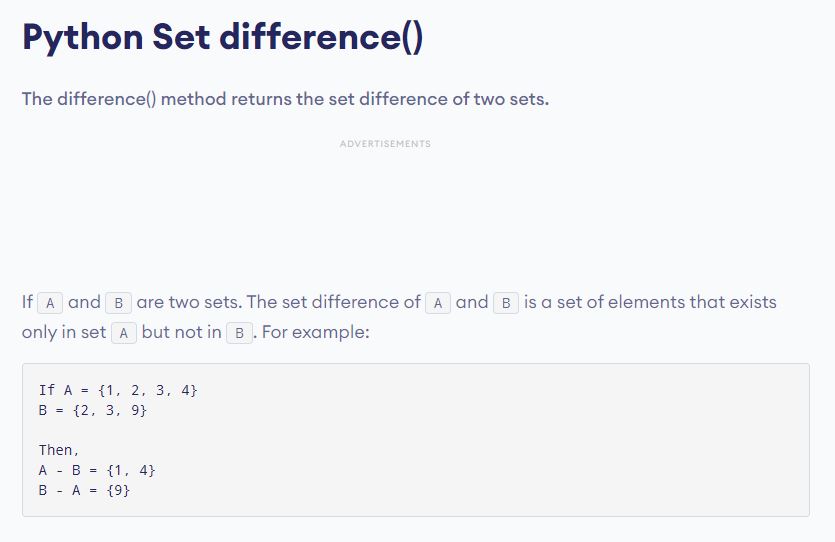 Python Set difference()
The difference() method returns the set difference of two sets.
ADVERTISEMENTS
If A and B are two sets. The set difference of A and B is a set of elements that exists
only in set A but not in B. For example:
If A = {1, 2, 3, 4}
B = {2, 3, 9}
Then,
A - B = {1, 4}
B - A = {9}